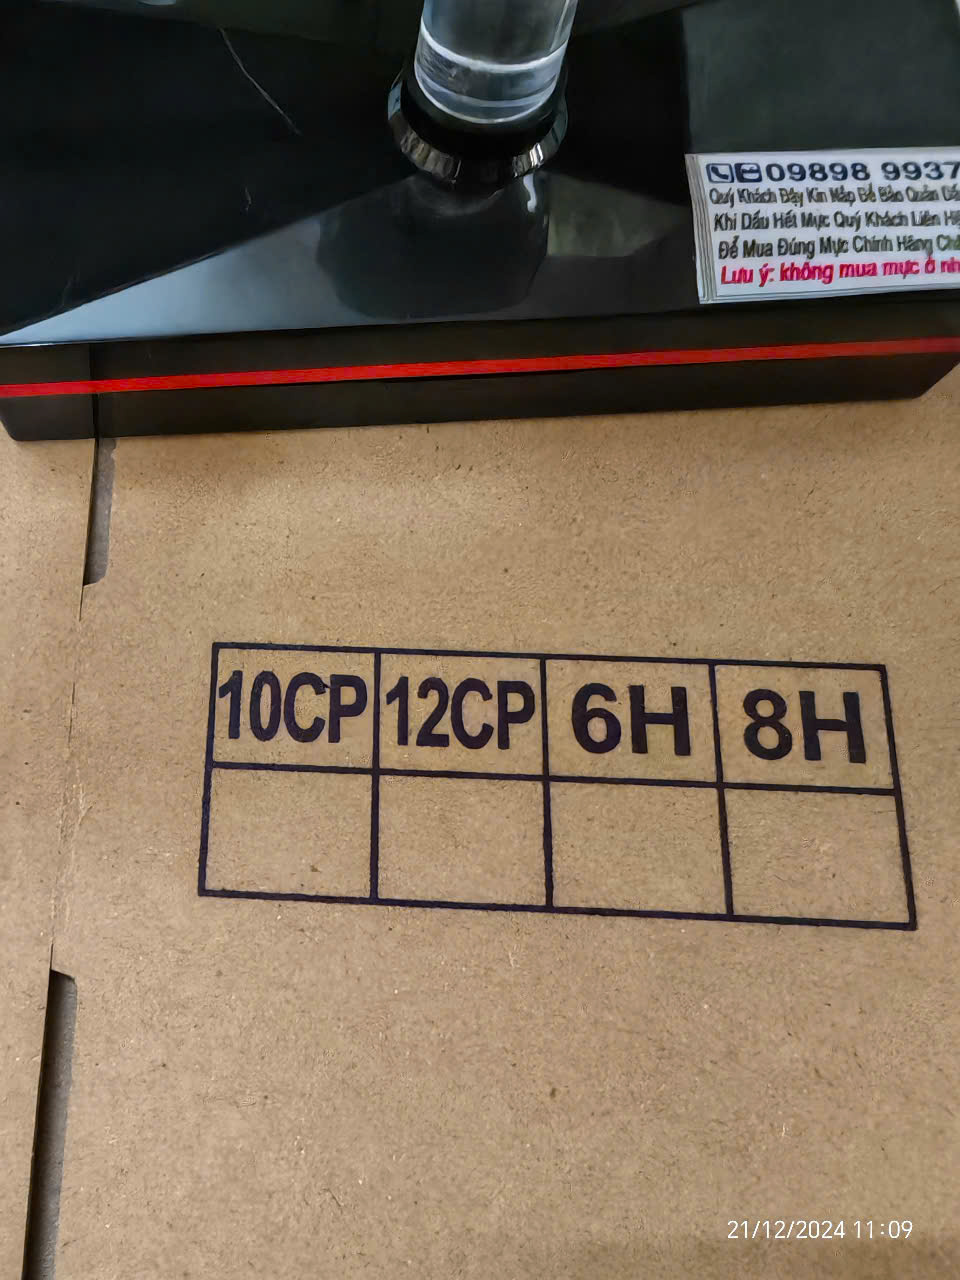 09898 9937
Quý Khách Đậy Kín Nắp Để Bảo Quản
Khi Dấu Hết Mực Quý Khách Liên
Để Mua Đúng Mực Chính Hãng
Lưu ý: không mua mực ở
10CP 12CP 6H 8H
21/12/2024 11:09